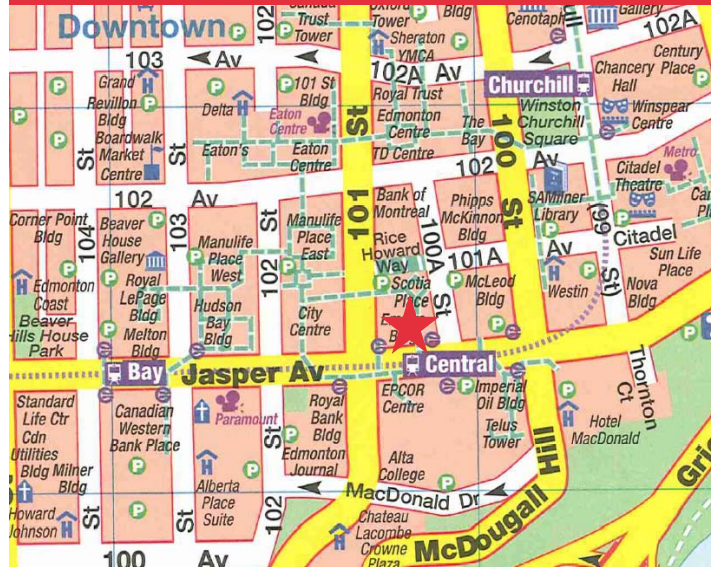 Downtown
102
Trust
Tower
Tower
Sheraton
YMCA
Bldg
Cenotaph
Gallery
102A
103
Av
102A
Av
Churchill
Century
Place
Chancery
Hall
Grand
Revillon
Bldg
Boardwalk
Market
Centre
Delta
101 St
Bldg
Eaton
Centre
Eaton's
Eaton
Centre
St
Royal Trust
Edmonton
Centre
TD Centre
The
Bay
Winston
Churchill
Square
Winspear
Centre
St
St
102
Av
100
St
Metro
Citadel
Theatre
102
Av
101
Bank of
Montreal
Phipps
McKinnon
Bldg
SAMilner
Library
(99
St)
Citadel
Corner Point
Bldg
104
Beaver
House
Gallery
103
St
102
Manulife
Place
East
Manulife
Place
West
Rice
Howard
Way
100A
St
101A
Av
Sun Life
Place
Edmonton
Coast
Beaver
Hills House
Park
Royal
LePage
Bldg
Melton
Bldg
Hudson
Bay
Bldg
City
Centre
Scotia
Place
McLeod
Bldg
Westin
Nova
Bldg
Bay
Jasper Av
Central
Thornton
Ct
Standard
Life Ctr
Cdn
Utilities
Bldg
Milner
Bldg
Canadian
Western
Bank Place
Paramount
St
Royal
Bank
Bldg
Edmonton
Journal
EPCOR
Centre
Imperial
Oil Bldg
Telus
Tower
Hotel
MacDonald
Alta
College
Howard
Johnson
St
St
Alberta
Place
Suite
102
MacDonald Dr
Chateau
Lacombe
Crowne
Plaza
McDougall
Hill
100
Av